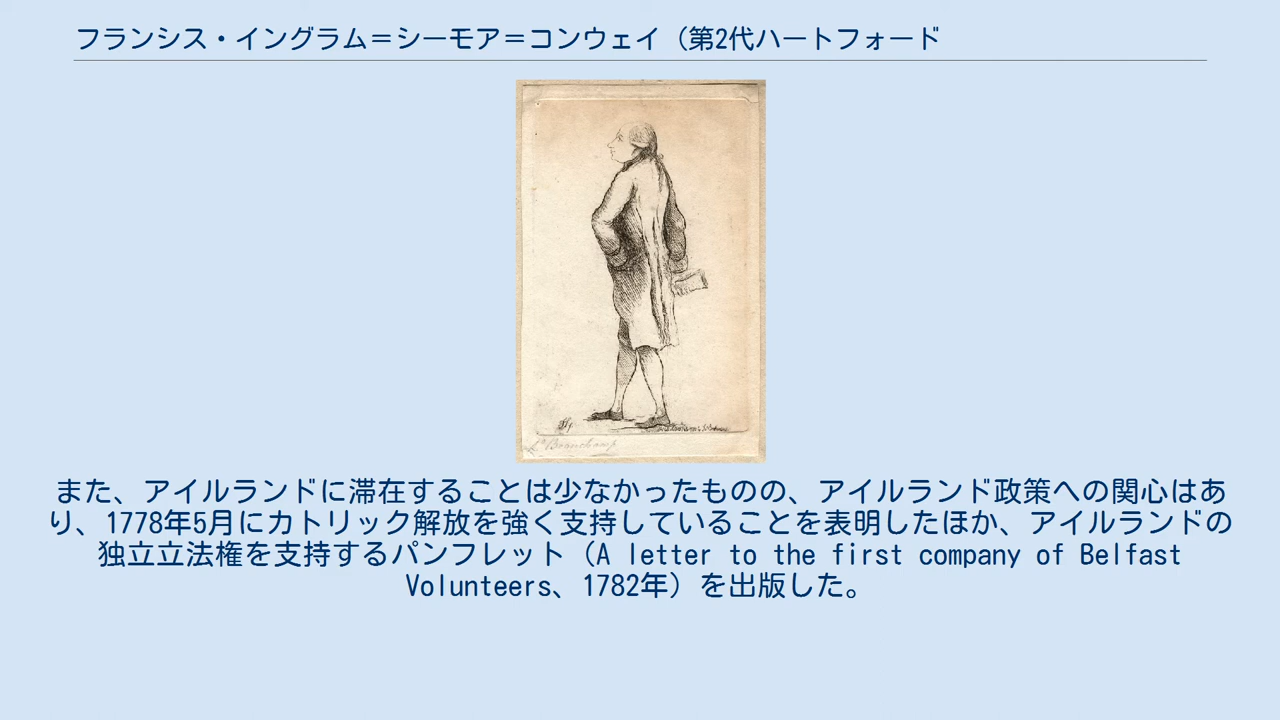 フランシス・イングラム＝シーモア＝コンウェイ（第2代ハートフォード
また、アイルランドに滞在することは少なかったものの、アイルランド政策への関心はあ
り、1778年5月にカトリック解放を強く支持していることを表明したほか、アイルランドの
独立立法権を支持するパンフレット（A letter to the first company of Belfast
Volunteers、1782年）を出版した。